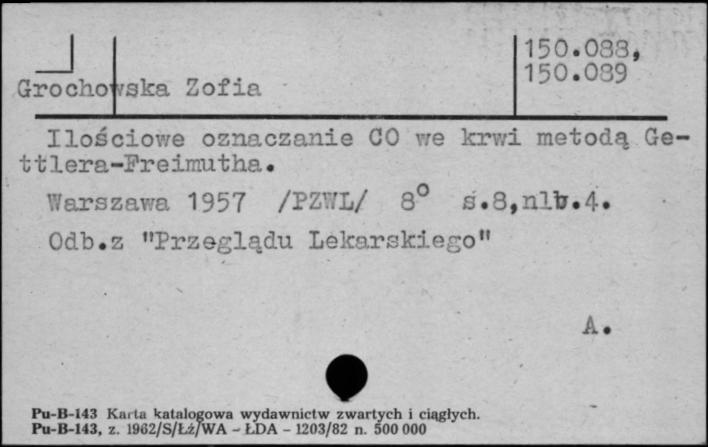 150.088,
150.089
Grochowska Zofia
Ilościowe oznaczanie CO we krwi metodą Ge-
ttlera-Freimutha.
Warszawa 1957 /PZWL/ 8° s.8,nlb.4.
Odb.z "Przeglądu Lekarskiego"
A.
Pu-B-143 Karta katalogowa wydawnictw zwartych i ciągłych.
Pu-B-143, z. 1962/S/Łż/WA - ŁDA - 1203/82 n. 500 000